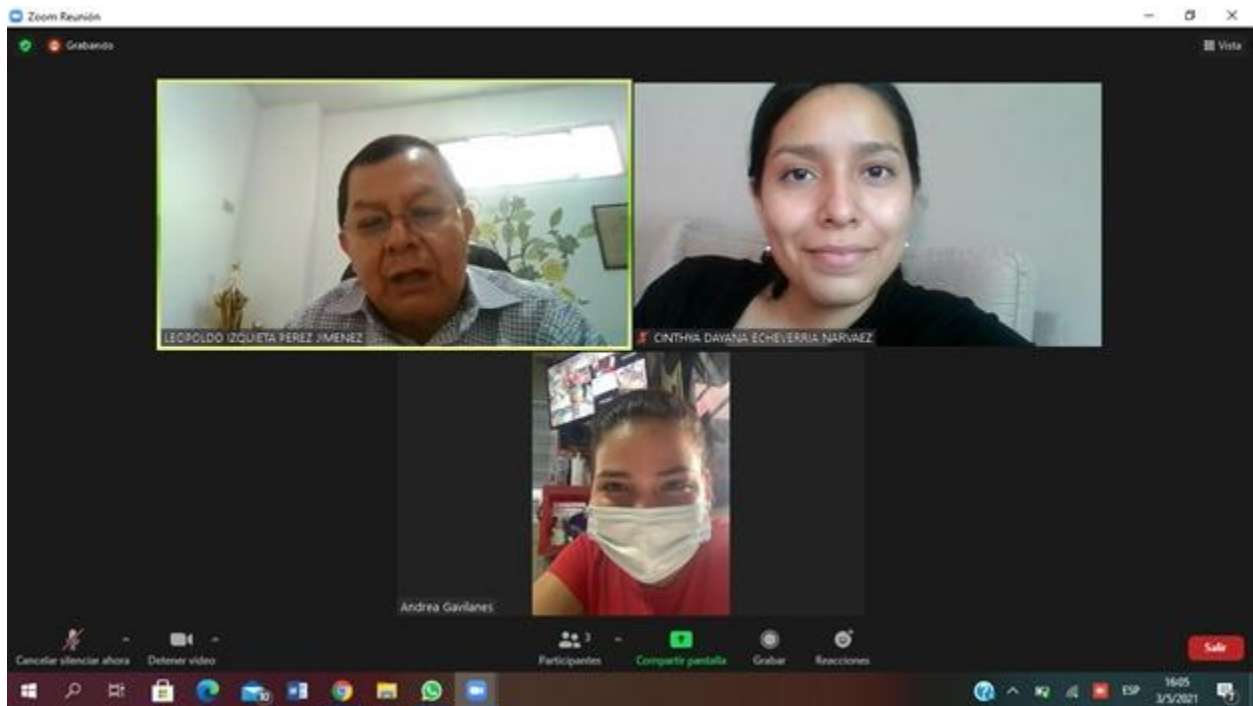 Zoom Reunión
Grabando
Vista
LEOPOLDO IZQUIETA PEREZ JIMENEZ
CINTHYA DAYANA ECHEVERRIA NARVAEZ
Andrea Gavilanes
Cancelar silenciar ahora
Detener video
3
Participantes
Compartir pantalla
Grabar
Reacciones
Salir
10
ESP
16:05
3/5/2021